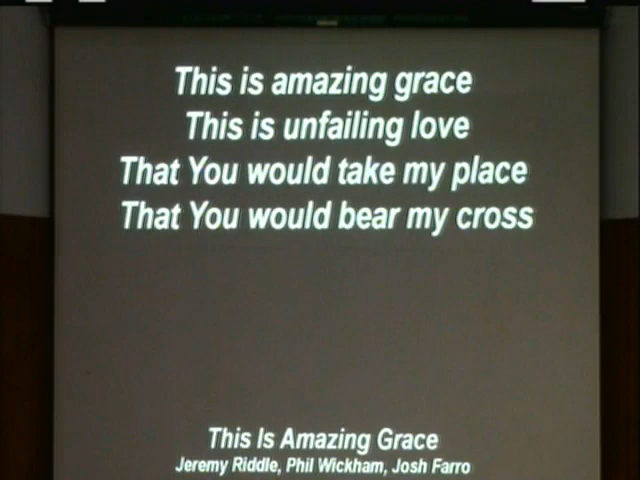 This is amazing grace
This is unfailing love
That You would take my place
That You would bear my cross
This Is Amazing Grace
Jeremy Riddle, Phil Wickham, Josh Farro